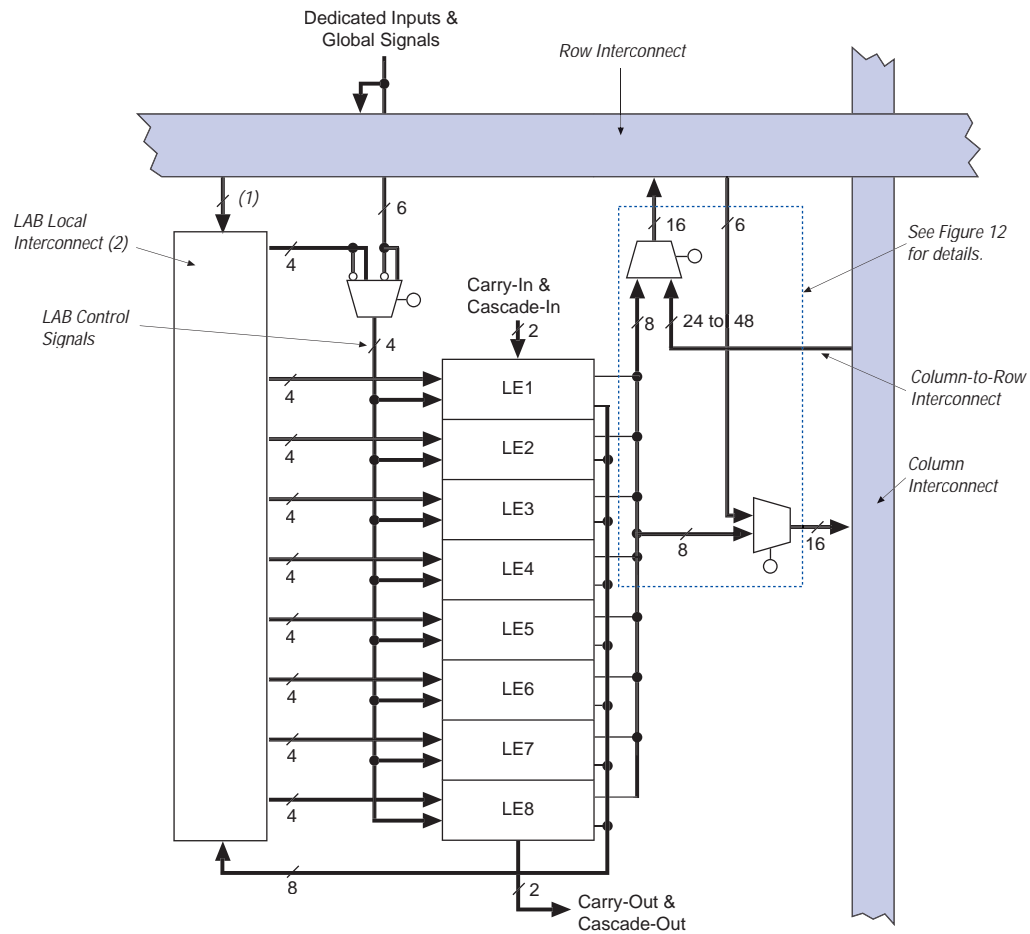 Dedicated Inputs &
Global Signals
Row Interconnect
(1)
6
16
6
LAB Local
Interconnect (2)
See Figure 12
for details.
4
Carry-In &
Cascade-In
LAB Control
Signals
4
2
8
24 to 48
Column-to-Row
Interconnect
LE1
4
LE2
4
Column
Interconnect
LE3
4
8
16
LE4
4
LE5
4
LE6
4
LE7
4
LE8
4
8
2
Carry-Out &
Cascade-Out